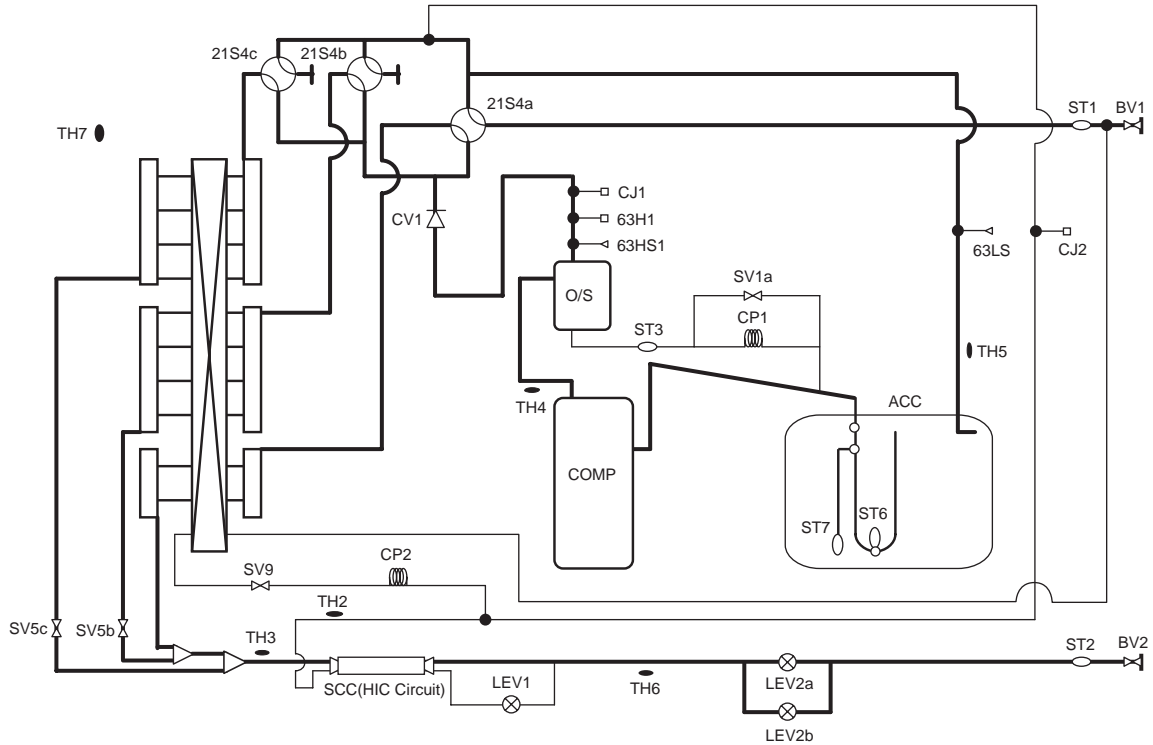 21S4c
21S4b
21S4a
ST1
BV1
TH7
CJ1
CV1
63H1
63HS1
63LS
CJ2
O/S
SV1a
CP1
ST3
TH5
TH4
ACC
COMP
ST6
ST7
CP2
SV9
TH2
SV5c
SV5b
TH3
ST2
BV2
SCC(HIC Circuit)
LEV1
TH6
LEV2a
LEV2b